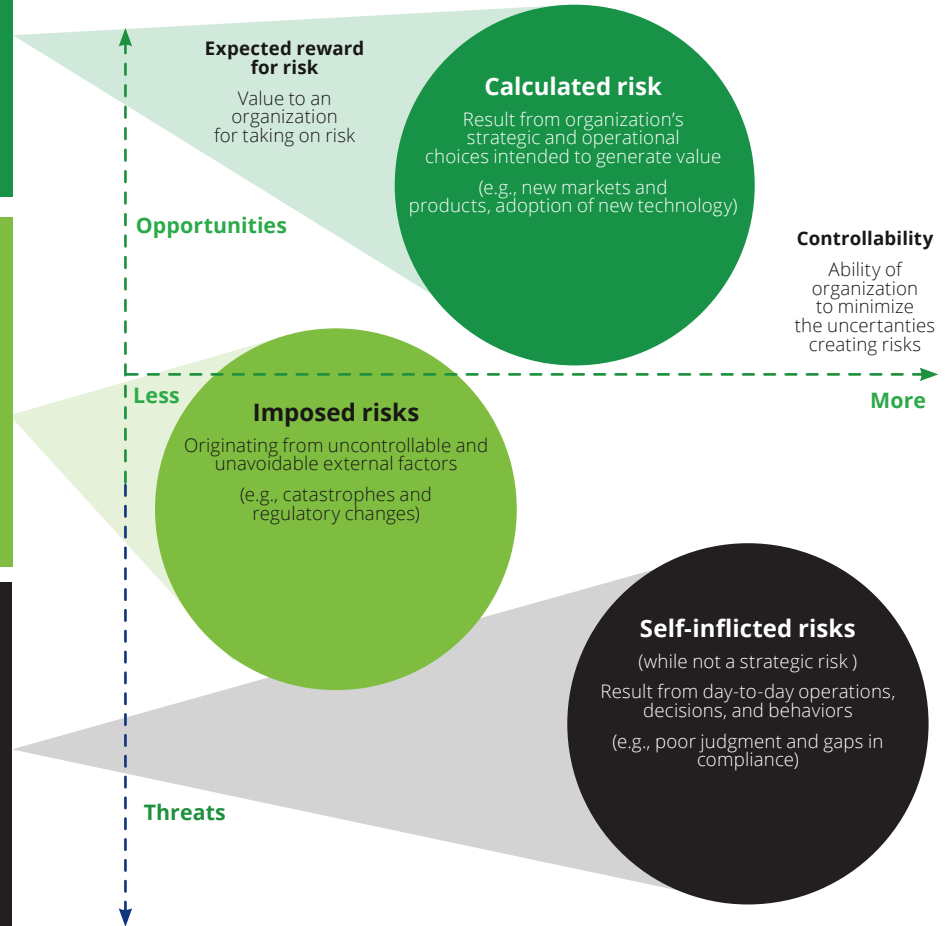 Expected reward
for risk
Value to an
organization
for taking on risk
Calculated risk
Result from organization’s
strategic and operational
choices intended to generate value
(e.g., new markets and
products, adoption of new technology)
Opportunities
Controllability
Ability of
organization
to minimize
the uncertanties
creating risks
Less
More
Imposed risks
Originating from uncontrollable and
unavoidable external factors
(e.g., catastrophes and
regulatory changes)
Self-inflicted risks
(while not a strategic risk )
Result from day-to-day operations,
decisions, and behaviors
(e.g., poor judgment and gaps in
compliance)
Threats